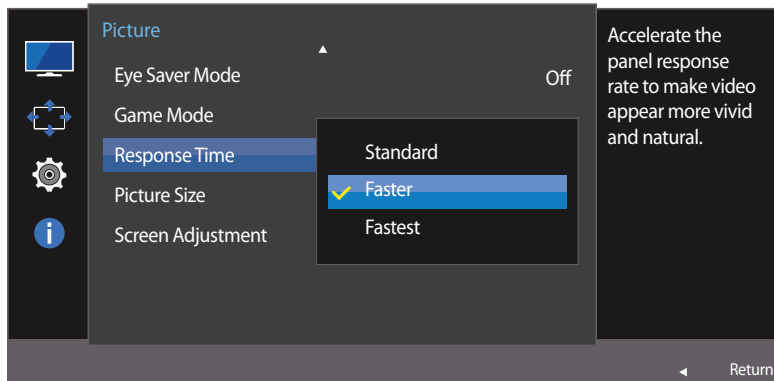 Picture
Eye Saver Mode Off
Game Mode
Response Time
Picture Size
Screen Adjustment
Standard
Faster
Fastest
Accelerate the
panel response
rate to make video
appear more vivid
and natural.
Return